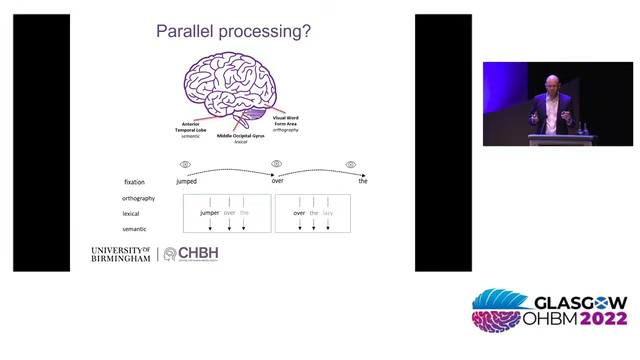 Parallel processing?
Anterior
Temporal Lobe
semantic
Middle Occipital Gyrus
lexical
Visual Word
Form Area
orthography
fixation
jumped
over
the
orthography
lexical
jumper over the
over the lazy
semantic
UNIVERSITY OF
BIRMINGHAM
CHBH
GLASGOW
OHBM 2022